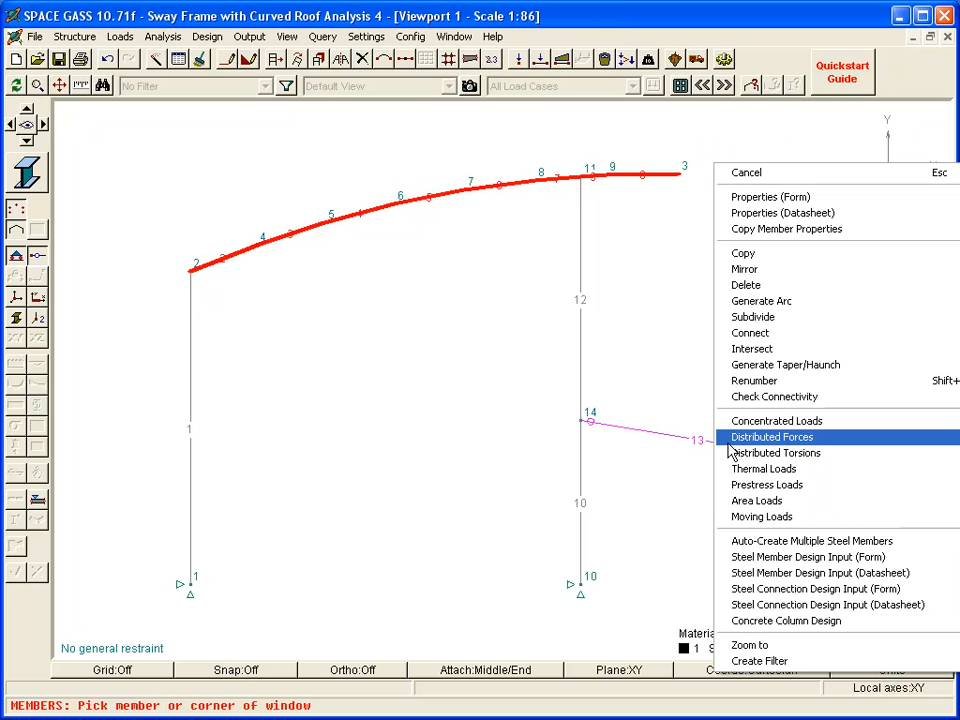 SPACE GASS 10.71f - Sway Frame with Curved Roof Analysis 4 - [Viewport 1 - Scale 1:86]
File Structure Loads Analysis Design Output View Query Settings Config Window Help
Quickstart
Guide
No Filter Default View All Load Cases
Y
3
9
11
8
7
6
5
4
2
12
1
14
13
10
1
10
Cancel Esc
Properties (Form)
Properties (Datasheet)
Copy Member Properties
Copy
Mirror
Delete
Generate Arc
Subdivide
Connect
Intersect
Generate Taper/Haunch
Renumber Shift+
Check Connectivity
Concentrated Loads
Distributed Forces
Distributed Torsions
Thermal Loads
Prestress Loads
Area Loads
Moving Loads
Auto-Create Multiple Steel Members
Steel Member Design Input (Form)
Steel Member Design Input (Datasheet)
Steel Connection Design Input (Form)
Steel Connection Design Input (Datasheet)
Concrete Column Design
Zoom to
Create Filter
No general restraint
Materia
1 S
Grid:Off Snap:Off Ortho:Off Attach:Middle/End Plane:XY
Local axes:XY
MEMBERS: Pick member or corner of window